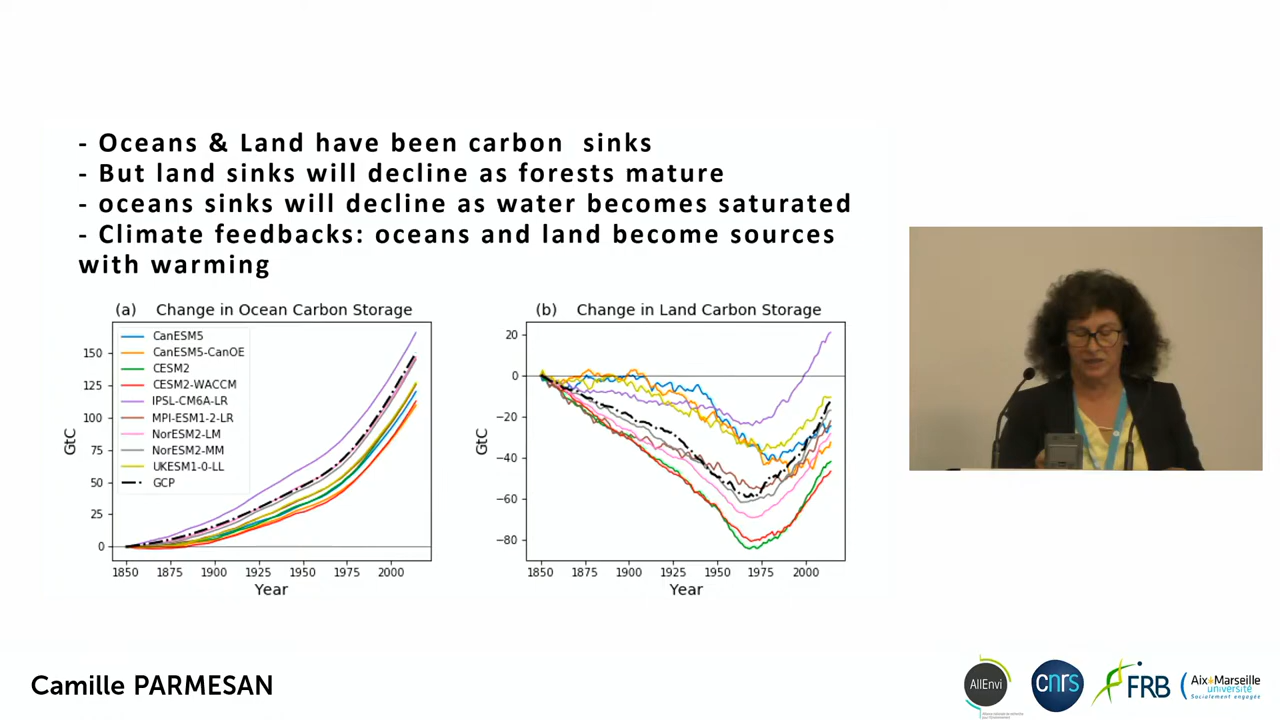 - Oceans & Land have been carbon sinks
- But land sinks will decline as forests mature
- oceans sinks will decline as water becomes saturated
- Climate feedbacks: oceans and land become sources
with warming
(a) Change in Ocean Carbon Storage
GtC
150
125
100
75
50
25
0
CanESM5
CanESM5-CanOE
CESM2
CESM2-WACCM
IPSL-CM6A-LR
MPI-ESM1-2-LR
NorESM2-LM
NorESM2-MM
UKESM1-0-LL
GCP
1850 1875 1900 1925 1950 1975 2000
Year
(b) Change in Land Carbon Storage
GtC
20
0
−20
−40
−60
−80
1850 1875 1900 1925 1950 1975 2000
Year
Camille PARMESAN
AllEnvi
cnrs
FRB
Aix Marseille
université
Socialement engagée